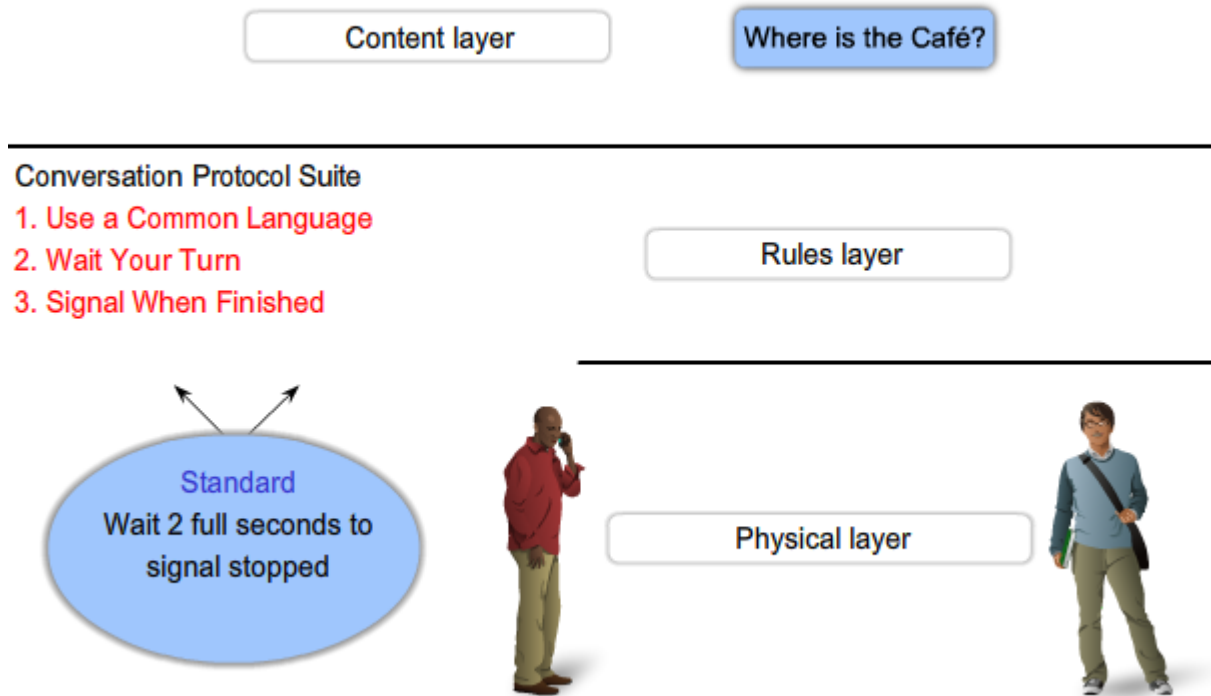 Content layer
Where is the Café?
Conversation Protocol Suite
1. Use a Common Language
2. Wait Your Turn
3. Signal When Finished
Rules layer
Standard
Wait 2 full seconds to
signal stopped
Physical layer